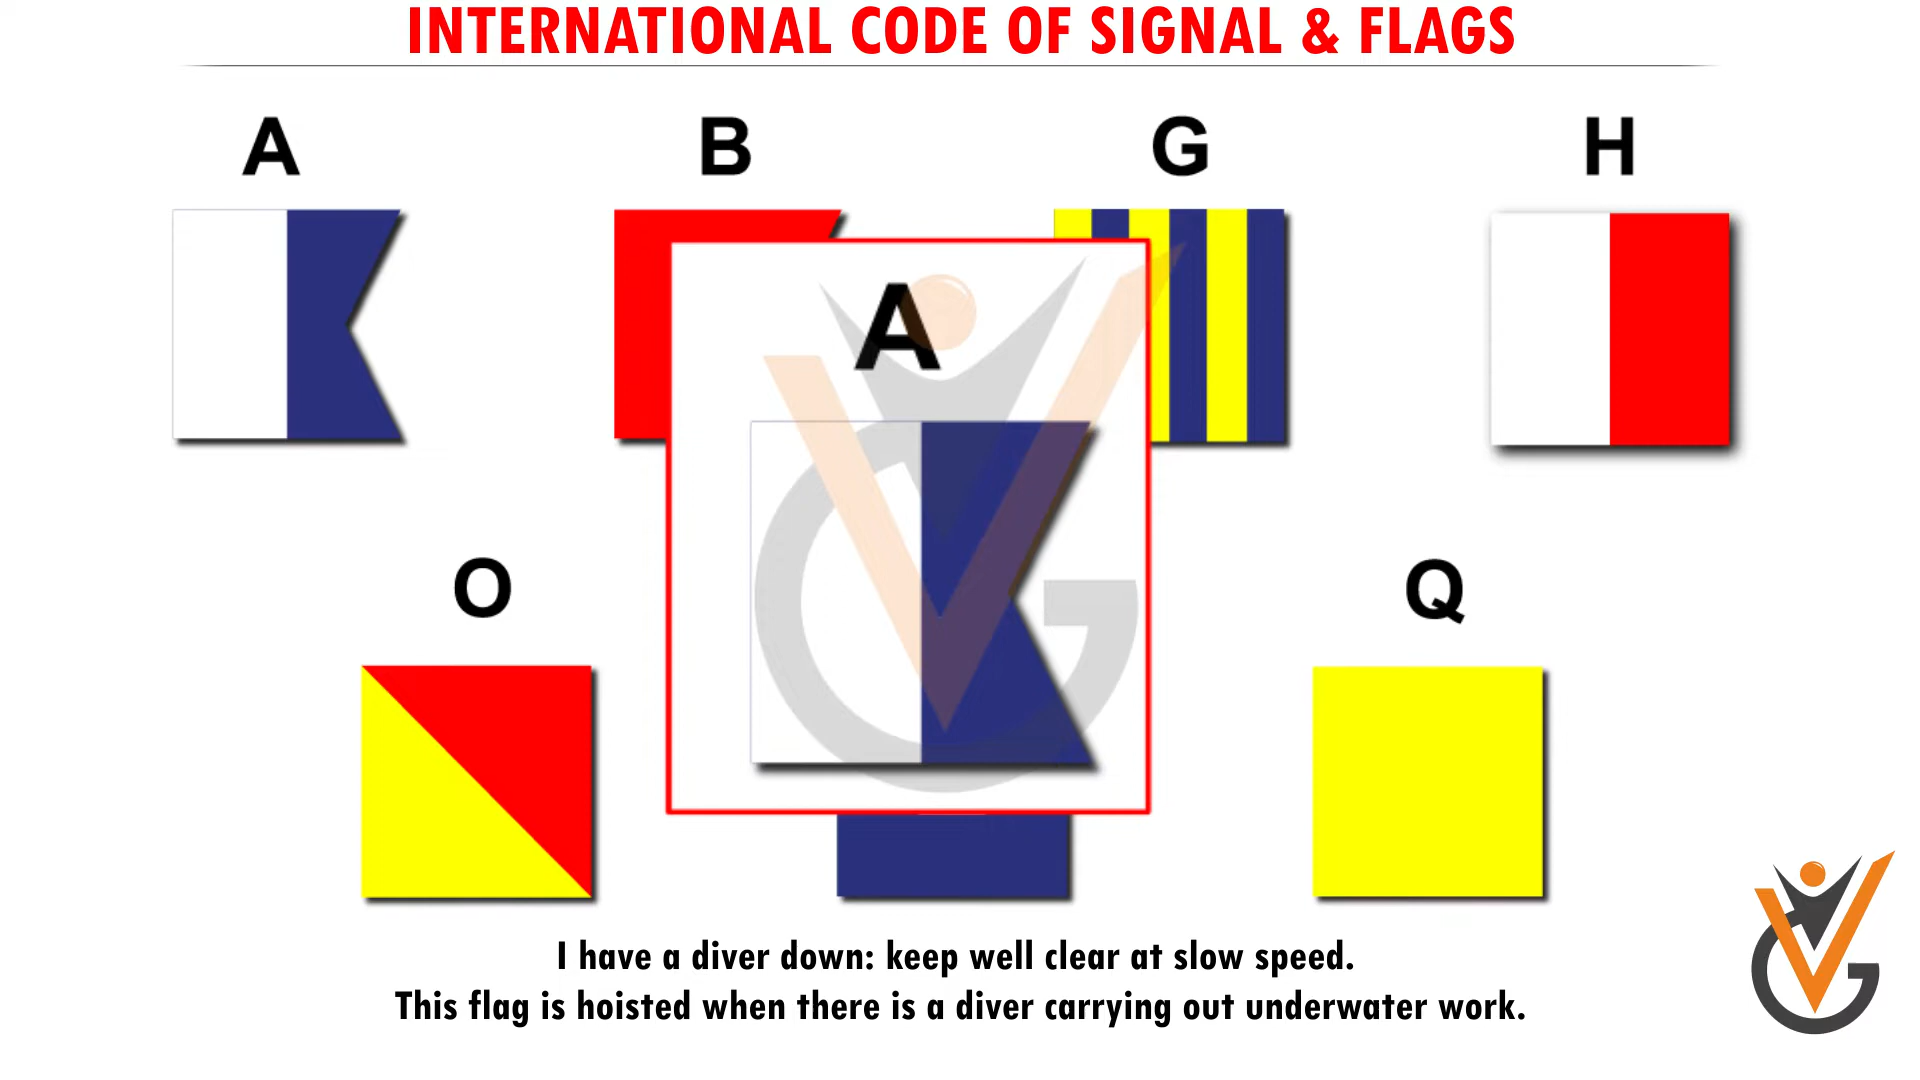 INTERNATIONAL CODE OF SIGNAL & FLAGS
A B G H
A
O Q
I have a diver down: keep well clear at slow speed.
This flag is hoisted when there is a diver carrying out underwater work.